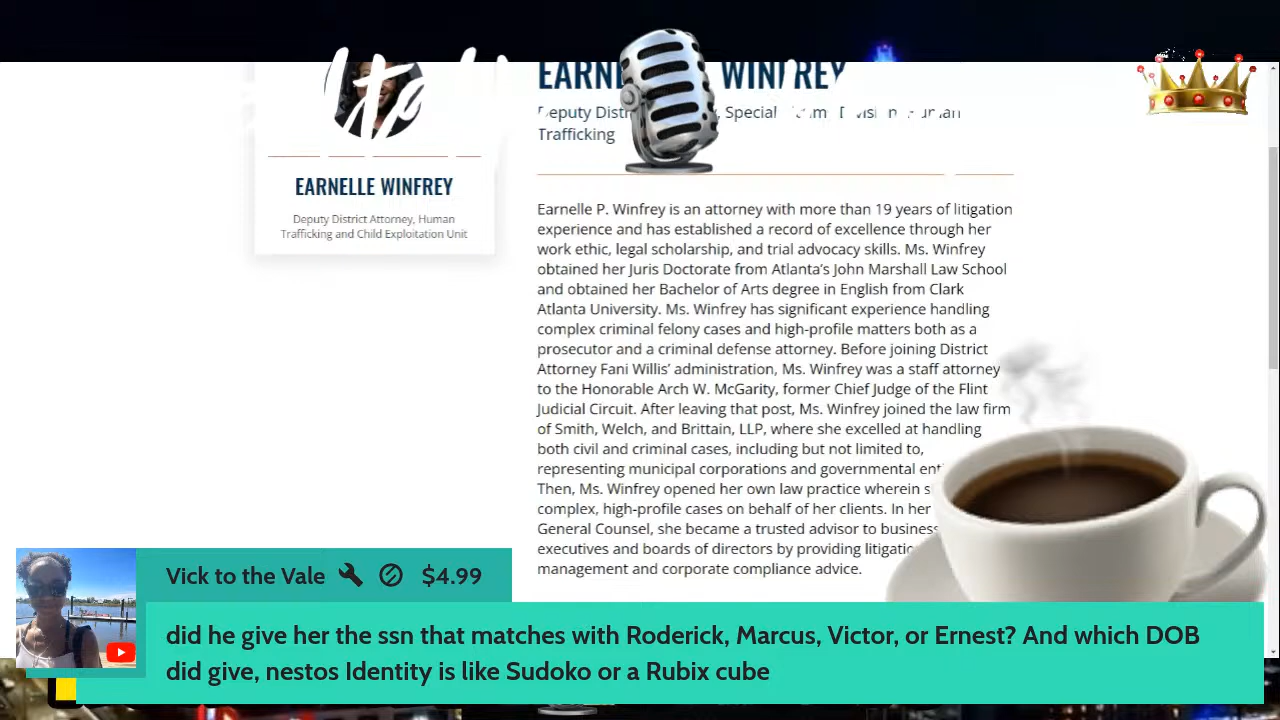 EARNE WINFREY
Deputy Distr , Special Division, Human
Trafficking
EARNELLE WINFREY
Deputy District Attorney, Human
Trafficking and Child Exploitation Unit
Earnelle P. Winfrey is an attorney with more than 19 years of litigation
experience and has established a record of excellence through her
work ethic, legal scholarship, and trial advocacy skills. Ms. Winfrey
obtained her Juris Doctorate from Atlanta's John Marshall Law School
and obtained her Bachelor of Arts degree in English from Clark
Atlanta University. Ms. Winfrey has significant experience handling
complex criminal felony cases and high-profile matters both as a
prosecutor and a criminal defense attorney. Before joining District
Attorney Fani Willis' administration, Ms. Winfrey was a staff attorney
to the Honorable Arch W. McGarity, former Chief Judge of the Flint
Judicial Circuit. After leaving that post, Ms. Winfrey joined the law firm
of Smith, Welch, and Brittain, LLP, where she excelled at handling
both civil and criminal cases, including but not limited to,
representing municipal corporations and governmental
Then, Ms. Winfrey opened her own law practice wherein
complex, high-profile cases on behalf of her clients. In her
General Counsel, she became a trusted advisor to business
executives and boards of directors by providing
management and corporate compliance advice.
Vick to the Vale $4.99
did he give her the ssn that matches with Roderick, Marcus, Victor, or Ernest? And which DOB
did give, nestos Identity is like Sudoko or a Rubix cube